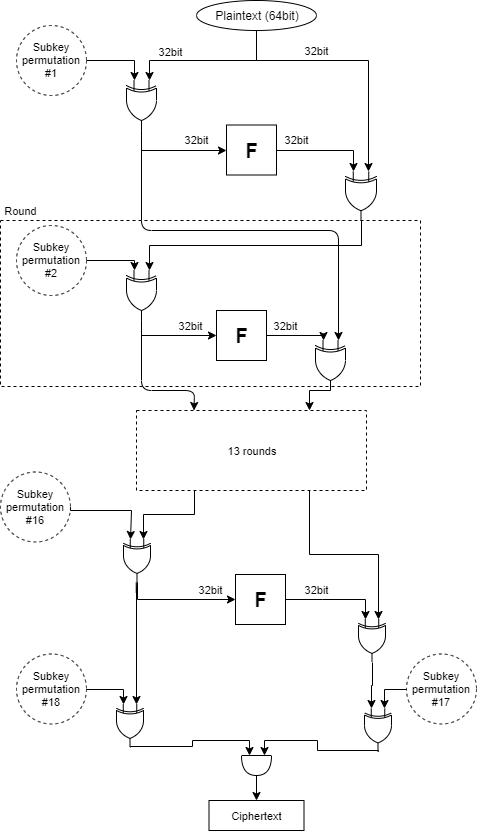 Plaintext (64bit)
Subkey
permutation
#1
32bit
32bit
32bit
F
32bit
Round
Subkey
permutation
#2
32bit
F
32bit
13 rounds
Subkey
permutation
#16
32bit
F
32bit
Subkey
permutation
#18
Subkey
permutation
#17
Ciphertext